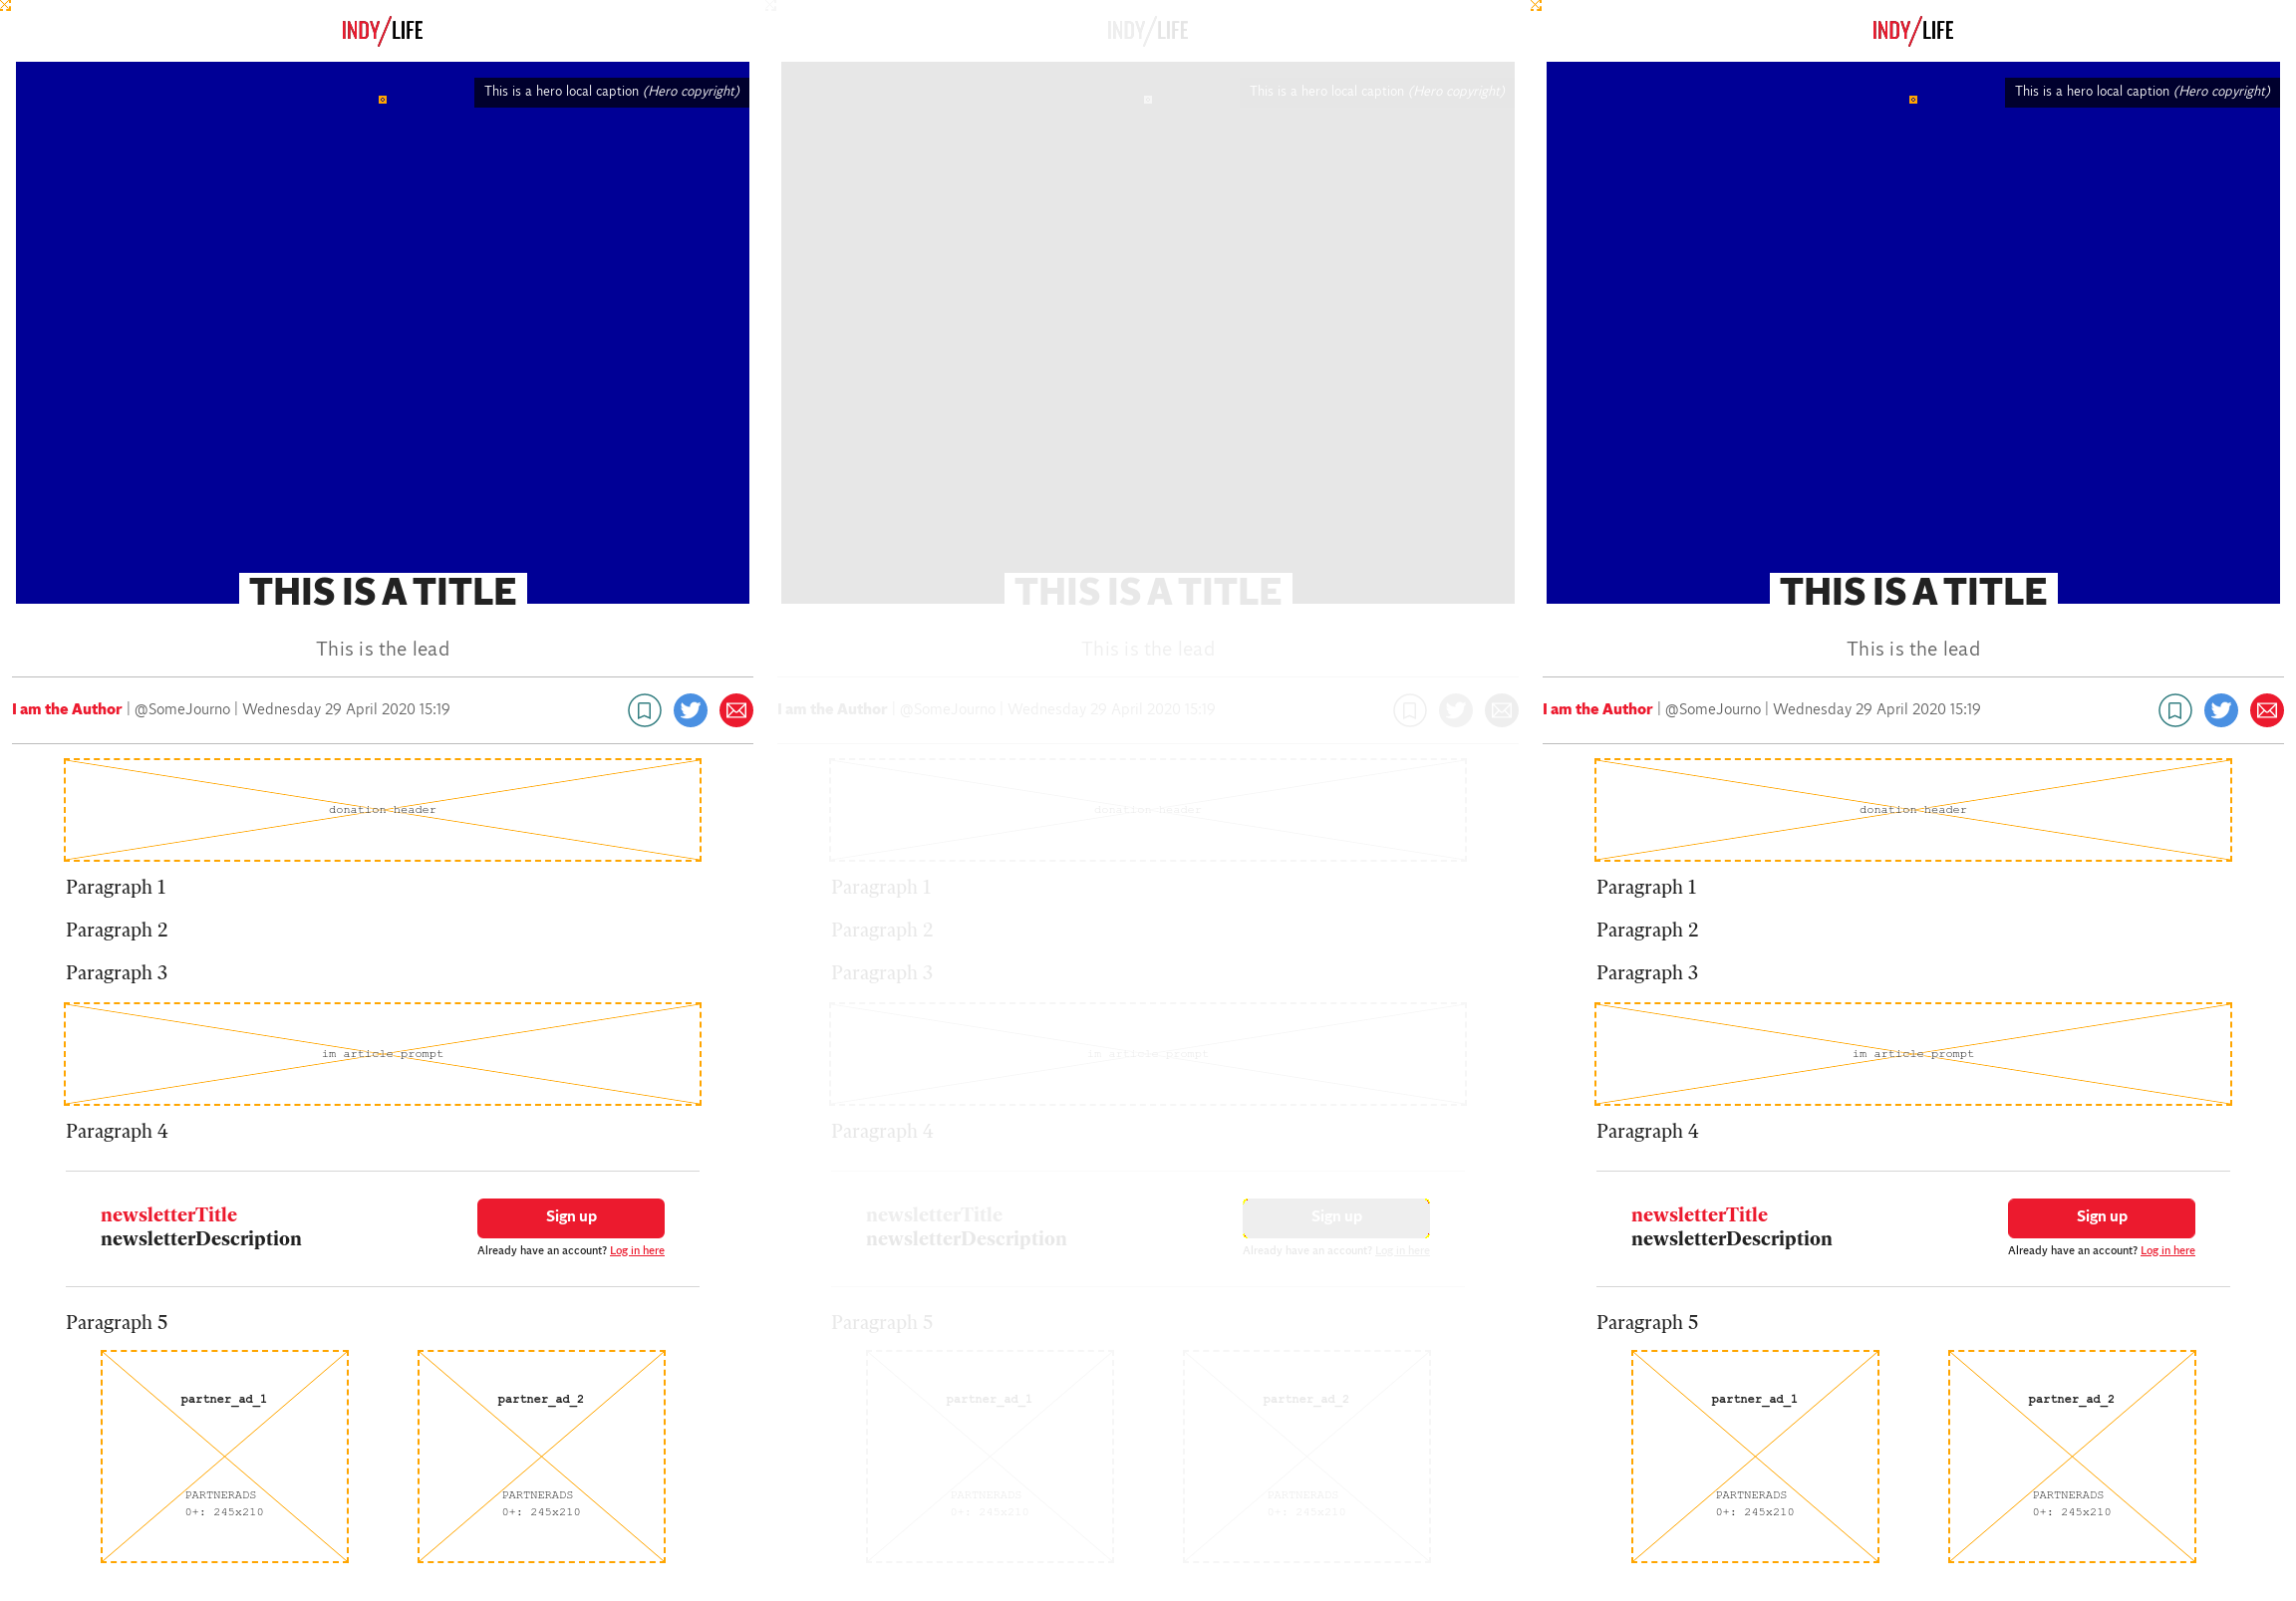 INDY/LIFE
This is a hero local caption (Hero copyright)
THIS IS A TITLE
This is the lead
I am the Author | @SomeJourno | Wednesday 29 April 2020 15:19
donation header
Paragraph 1
Paragraph 2
Paragraph 3
im article prompt
Paragraph 4
newsletterTitle
newsletterDescription
Sign up
Already have an account? Log in here
Paragraph 5
partner_ad_1
PARTNERADS
0+: 245x210
partner_ad_2
PARTNERADS
0+: 245x210
INDY/LIFE
This is a hero local caption (Hero copyright)
THIS IS A TITLE
This is the lead
I am the Author | @SomeJourno | Wednesday 29 April 2020 15:19
donation header
Paragraph 1
Paragraph 2
Paragraph 3
im article prompt
Paragraph 4
newsletterTitle
newsletterDescription
Sign up
Already have an account? Log in here
Paragraph 5
partner_ad_1
PARTNERADS
0+: 245x210
partner_ad_2
PARTNERADS
0+: 245x210
INDY/LIFE
This is a hero local caption (Hero copyright)
THIS IS A TITLE
This is the lead
I am the Author | @SomeJourno | Wednesday 29 April 2020 15:19
donation header
Paragraph 1
Paragraph 2
Paragraph 3
im article prompt
Paragraph 4
newsletterTitle
newsletterDescription
Sign up
Already have an account? Log in here
Paragraph 5
partner_ad_1
PARTNERADS
0+: 245x210
partner_ad_2
PARTNERADS
0+: 245x210